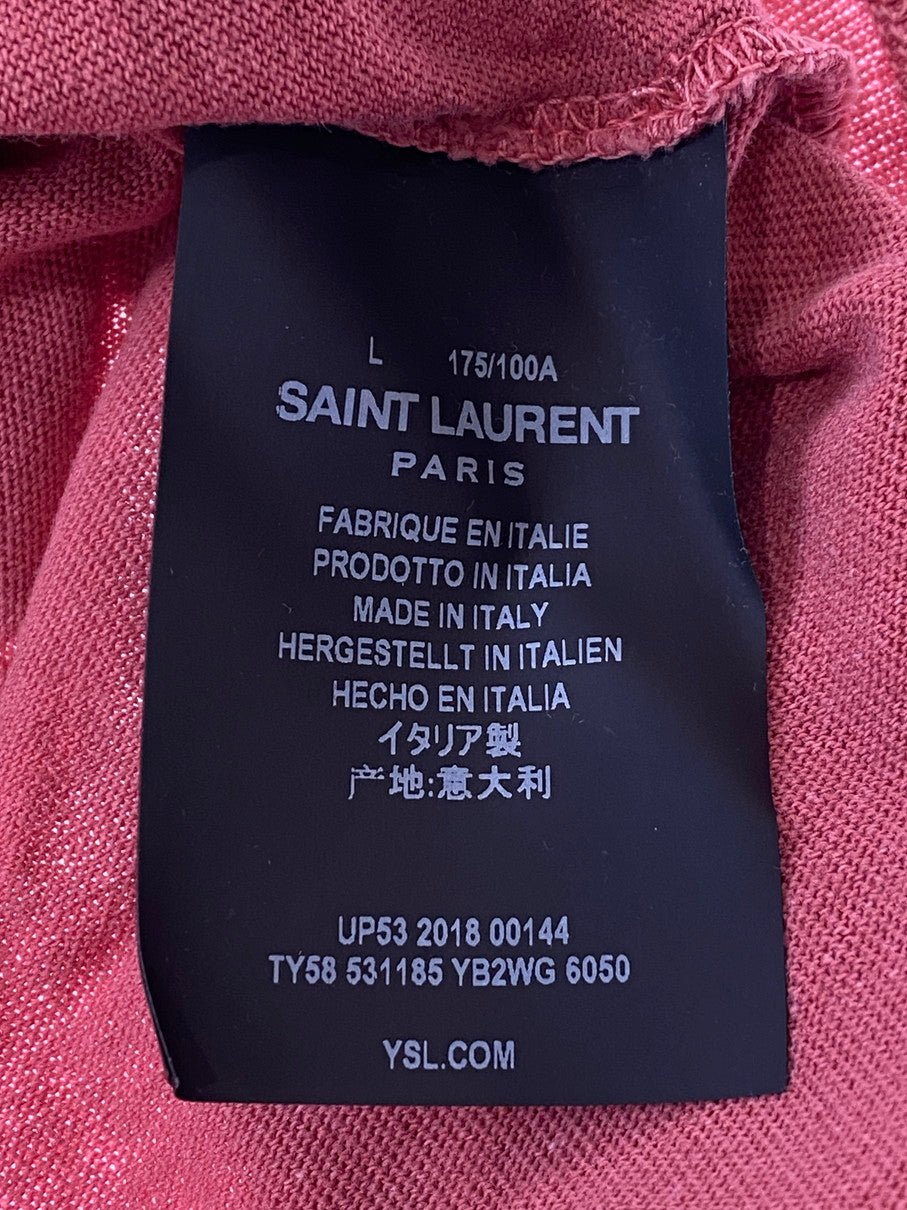 L 175/100A
SAINT LAURENT
PARIS
FABRIQUE EN ITALIE
PRODOTTO IN ITALIA
MADE IN ITALY
HERGESTELLT IN ITALIEN
HECHO EN ITALIA
イタリア製
产地:意大利
UP53 2018 00144
TY58 531185 YB2WG 6050
YSL.COM